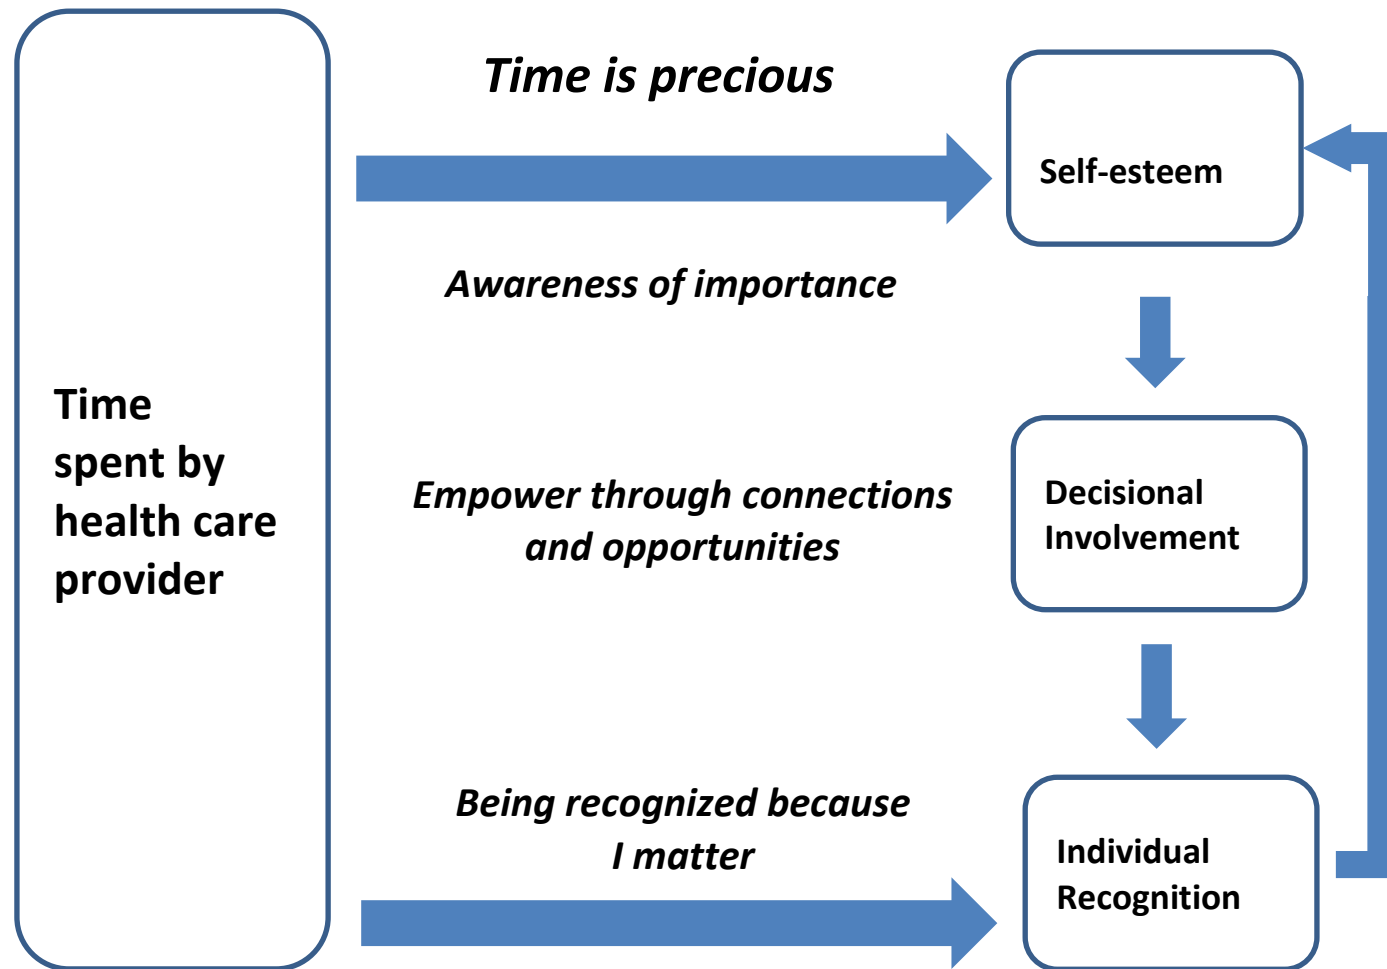 Time is precious
Self-esteem
Awareness of importance
Time
spent by
health care
provider
Empower through connections
and opportunities
Decisional
Involvement
Being recognized because
I matter
Individual
Recognition